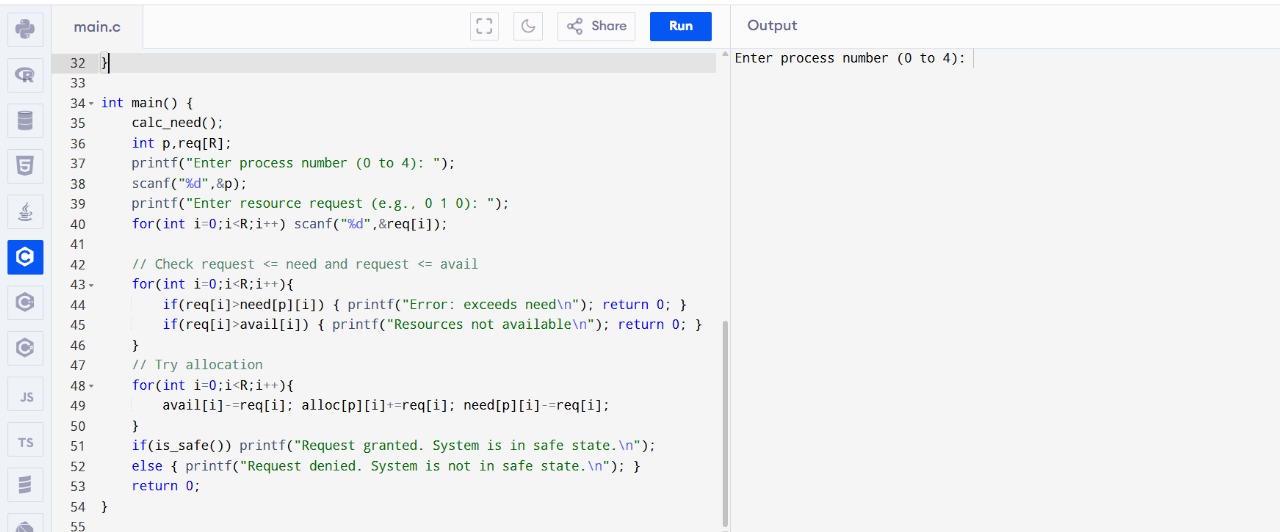 main.c
Share
Run
Output
Enter process number (0 to 4):
32 }
33
34 int main() {
35     calc_need();
36     int p,req[R];
37     printf("Enter process number (0 to 4): ");
38     scanf("%d",&p);
39     printf("Enter resource request (e.g., 0 1 0): ");
40     for(int i=0;i<R;i++) scanf("%d",&req[i]);
41
42     // Check request <= need and request <= avail
43     for(int i=0;i<R;i++){
44         if(req[i]>need[p][i]) { printf("Error: exceeds need\n"); return 0; }
45         if(req[i]>avail[i]) { printf("Resources not available\n"); return 0; }
46     }
47     // Try allocation
48     for(int i=0;i<R;i++){
49         avail[i]-=req[i]; alloc[p][i]+=req[i]; need[p][i]-=req[i];
50     }
51     if(is_safe()) printf("Request granted. System is in safe state.\n");
52     else { printf("Request denied. System is not in safe state.\n"); }
53     return 0;
54 }
55
JS
TS